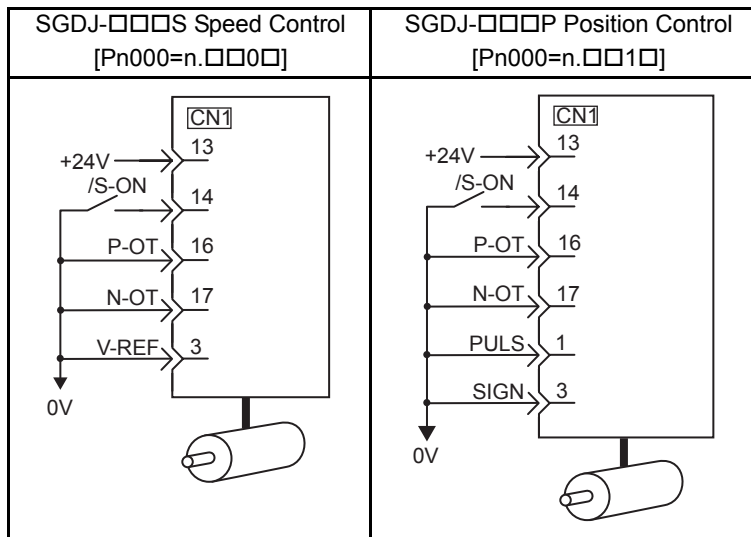 SGDJ-□□□S Speed Control
[Pn000=n.□□0□]
CN1
+24V
13
/S-ON
14
P-OT
16
N-OT
17
V-REF
3
0V
SGDJ-□□□P Position Control
[Pn000=n.□□1□]
CN1
+24V
13
/S-ON
14
P-OT
16
N-OT
17
PULS
1
SIGN
3
0V